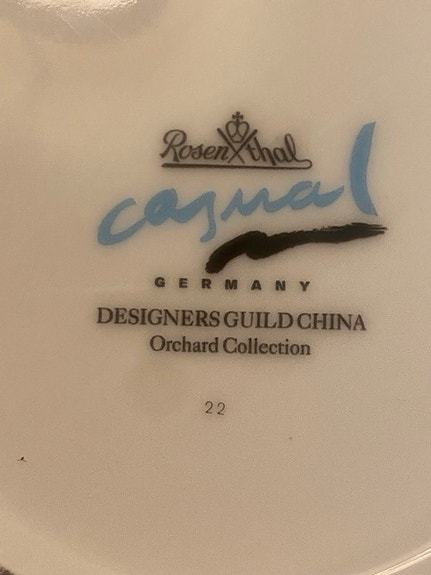 Rosenthal
casual
GERMANY
DESIGNERS GUILD CHINA
Orchard Collection
22